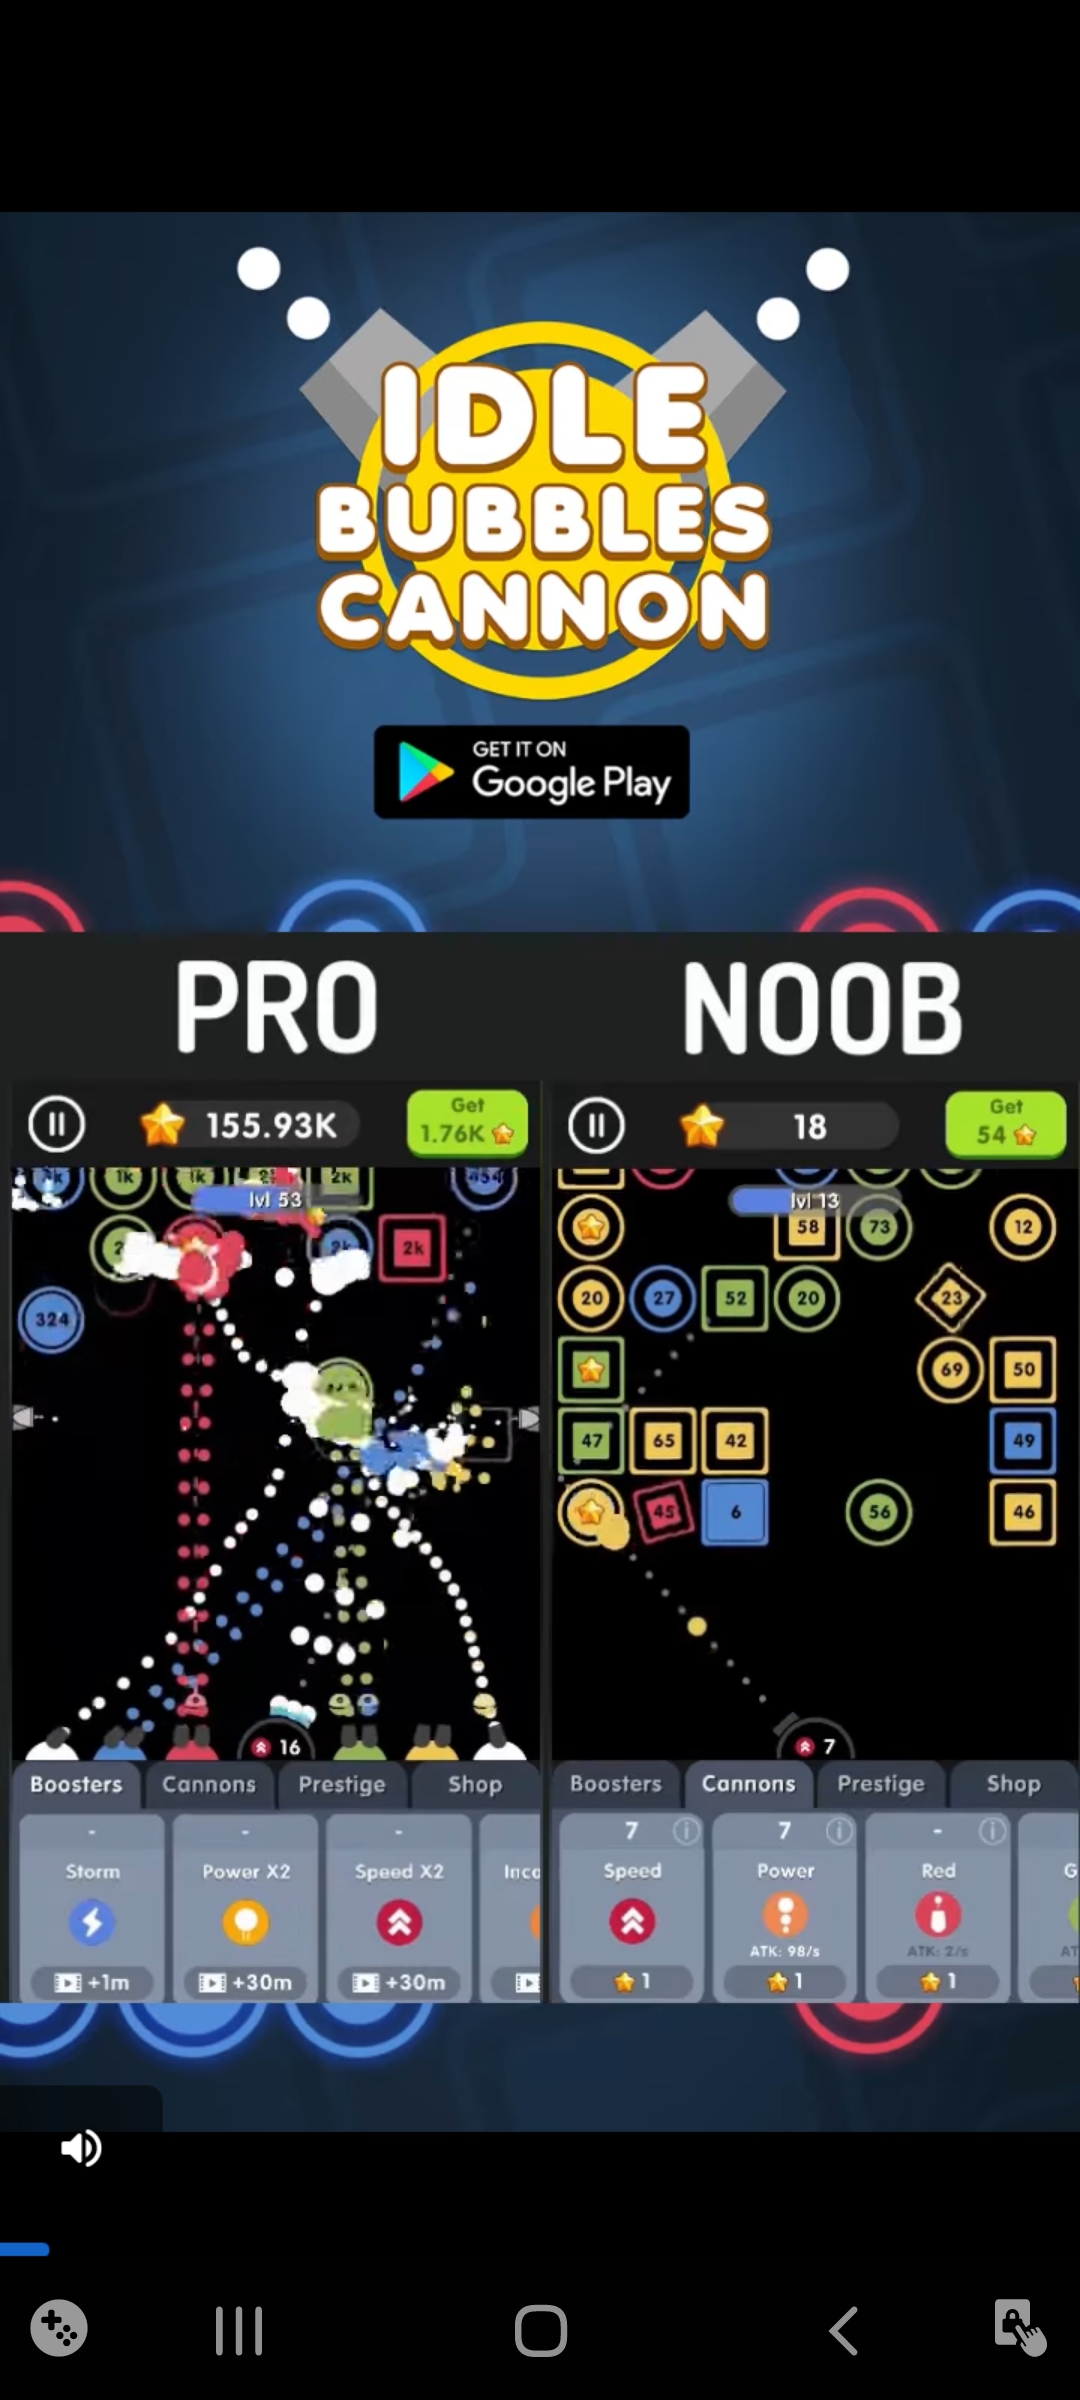 IDLE
BUBBLES
CANNON
GET IT ON
Google Play
PRO
NOOB
155.93K
Get
1.76K
1k
1k
2k
454
lvl 53
2k
2k
324
16
Boosters
Cannons
Prestige
Shop
-
-
-
Storm
Power X2
Speed X2
+1m
+30m
+30m
18
Get
54
lvl 13
58
73
12
20
27
52
20
23
69
50
47
65
42
49
45
6
56
46
7
Boosters
Cannons
Prestige
Shop
7
7
-
Speed
Power
Red
ATK: 98/s
ATK: 2/s
1
1
1